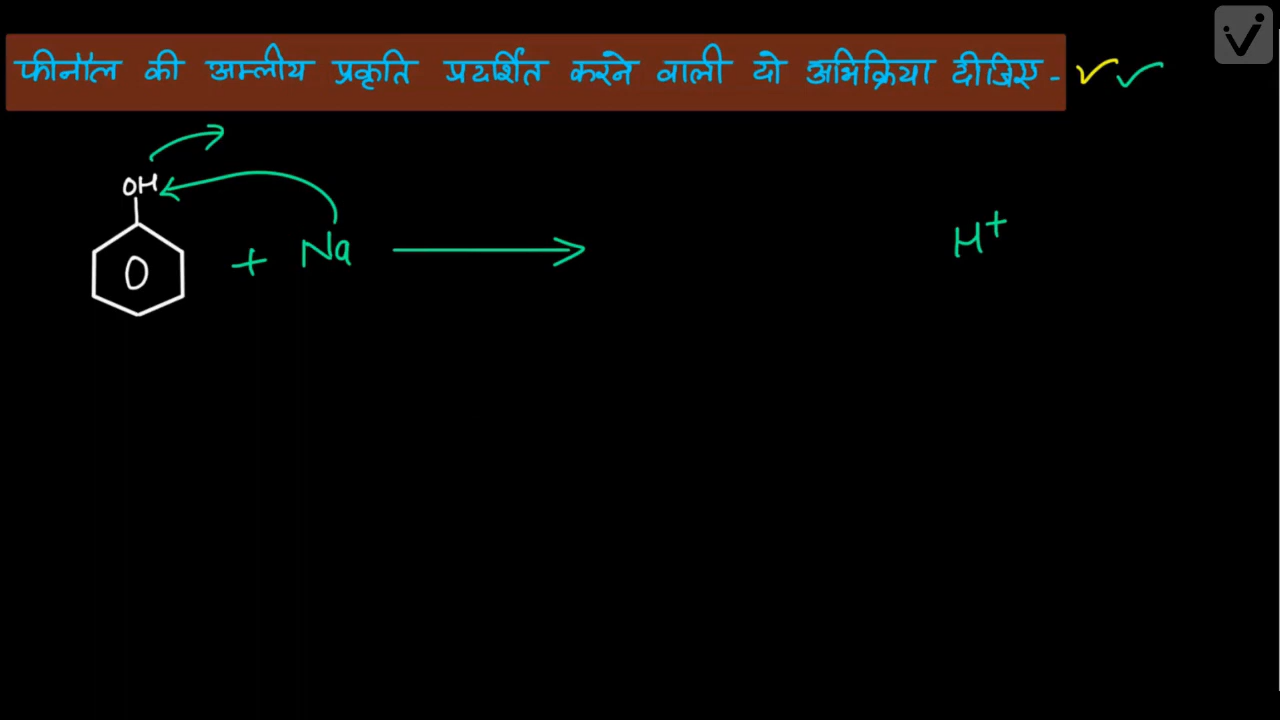 फीनॉल की अम्लीय प्रकृति प्रदर्शित करने वाली दो अभिक्रिया दीजिए -
OH
+ Na
H+